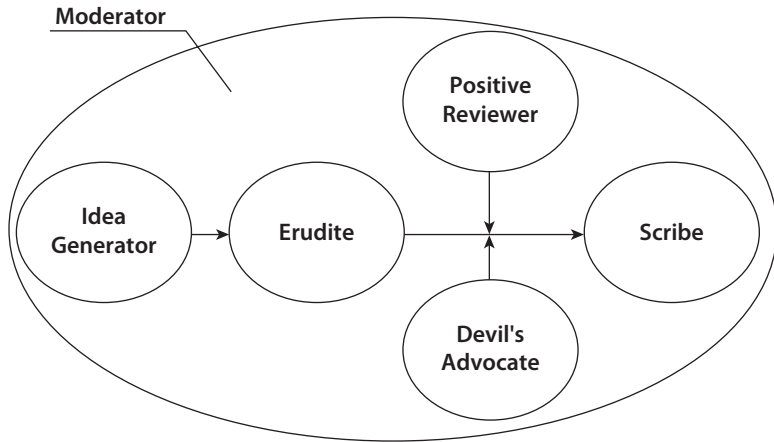 Moderator
Positive
Reviewer
Idea
Generator
Erudite
Scribe
Devil's
Advocate